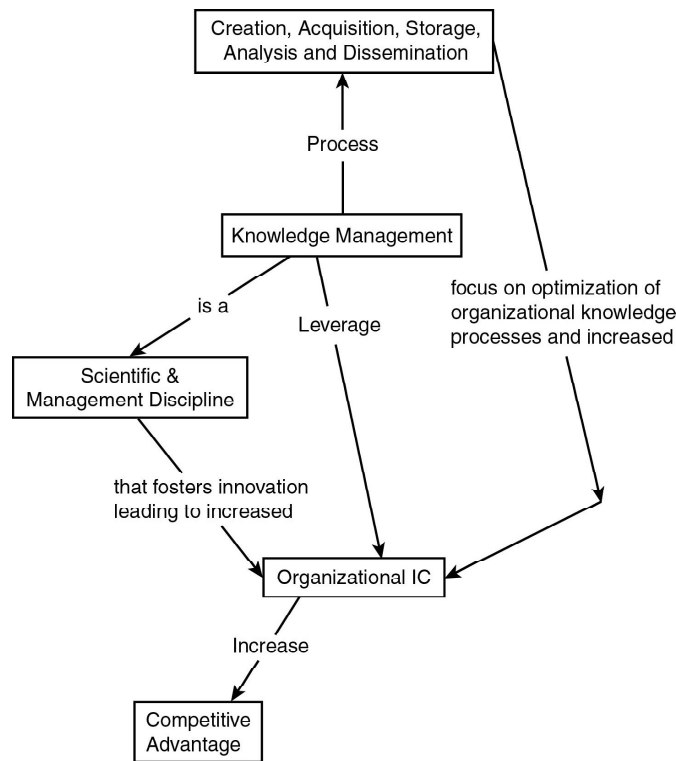 Creation, Acquisition, Storage,
Analysis and Dissemination
Process
Knowledge Management
is a
Leverage
focus on optimization of
organizational knowledge
processes and increased
Scientific &
Management Discipline
that fosters innovation
leading to increased
Organizational IC
Increase
Competitive
Advantage